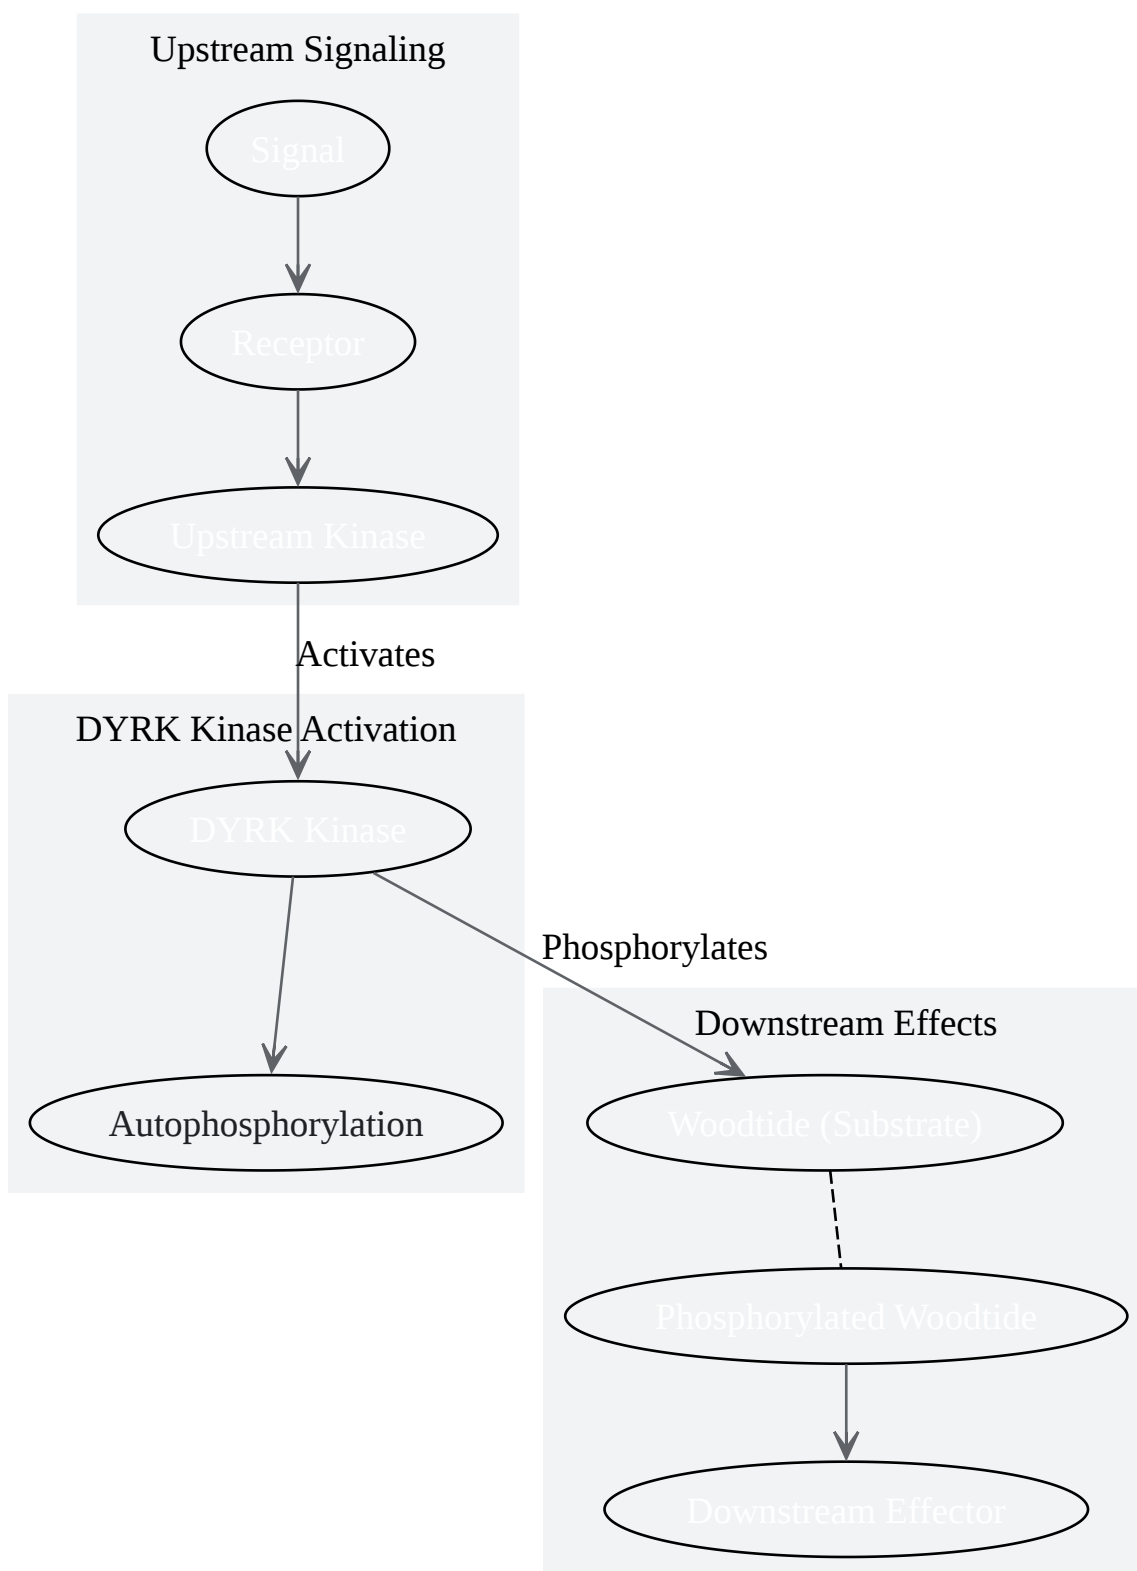 Upstream Signaling
Signal
Receptor
Upstream Kinase
Activates
DYRK Kinase Activation
DYRK Kinase
Phosphorylates
Downstream Effects
Autophosphorylation
Woodtide (Substrate)
Phosphorylated Woodtide
Downstream Effector